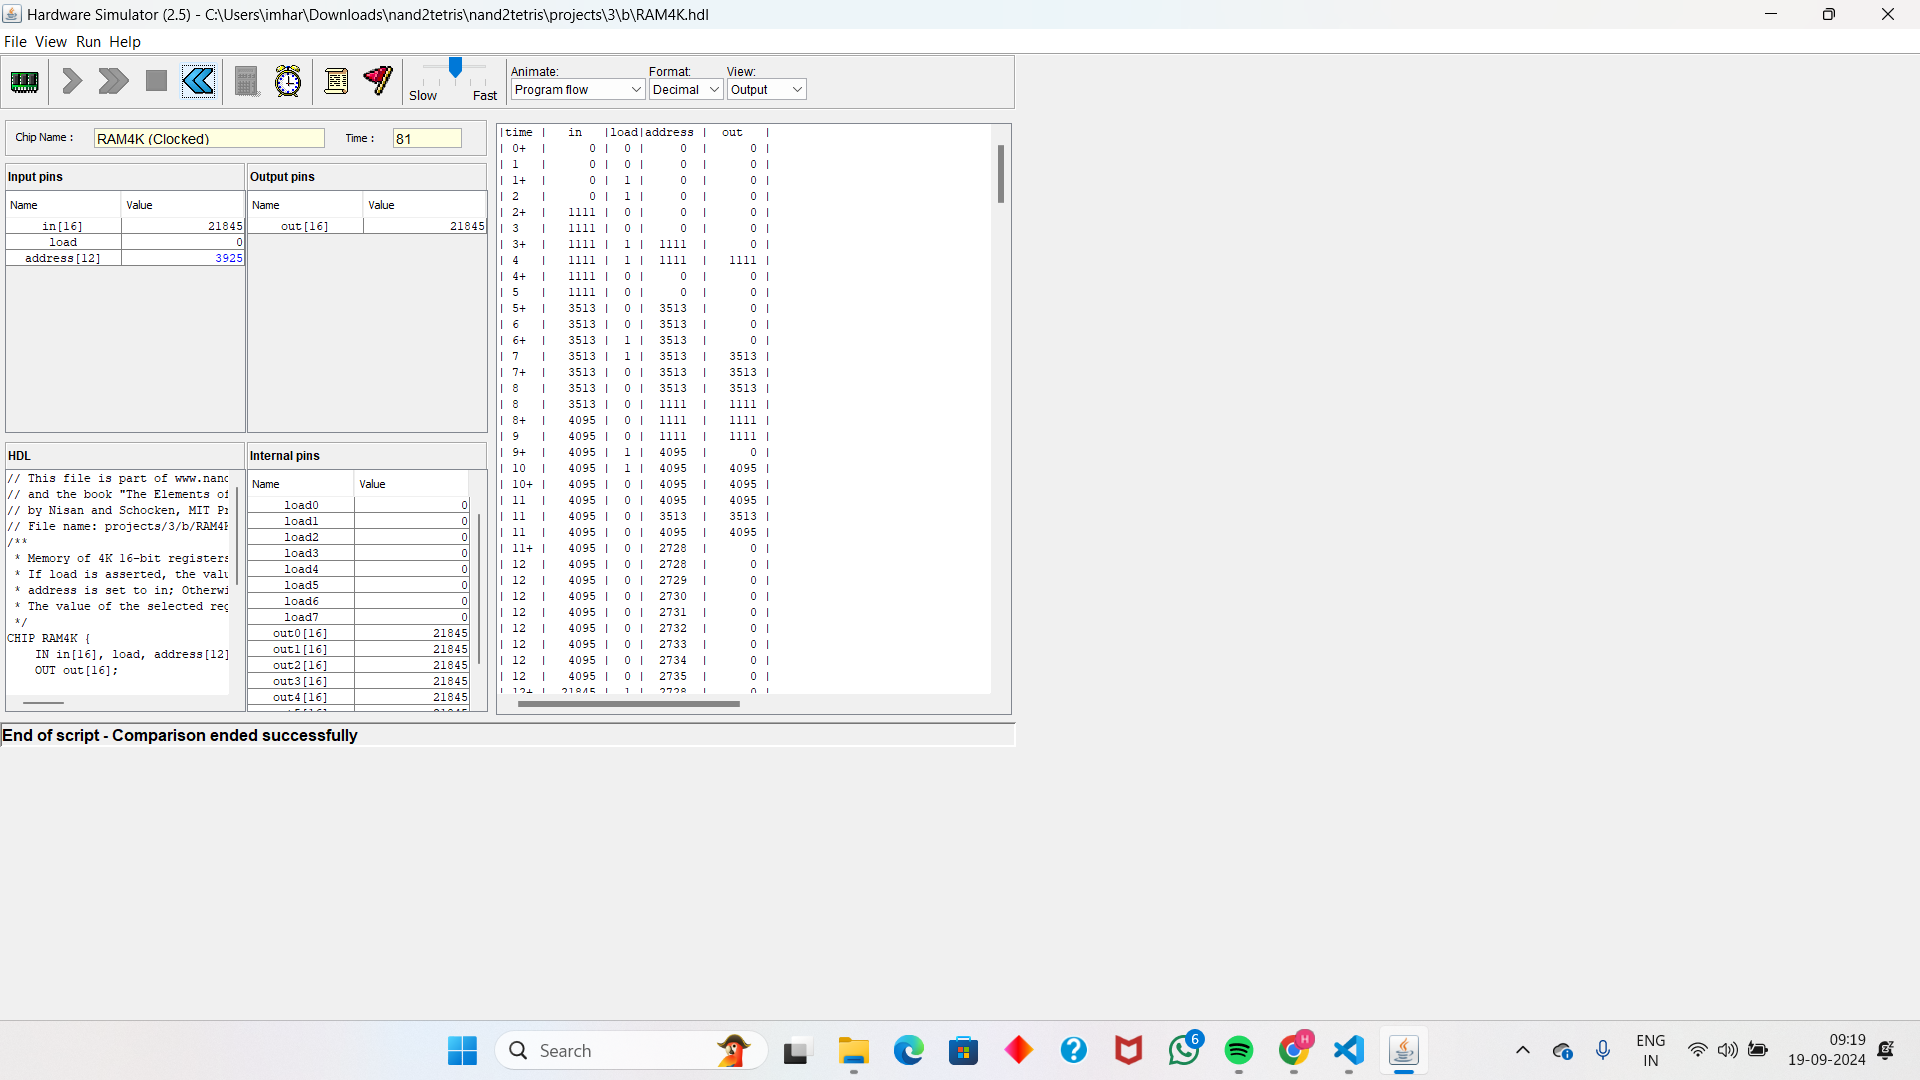 Hardware Simulator (2.5) - C:\Users\imhar\Downloads\nand2tetris\nand2tetris\projects\3\b\RAM4K.hdl
File View Run Help
Slow Fast
Animate: Format: View:
Program flow Decimal Output
Chip Name : RAM4K (Clocked) Time : 81
Input pins
Name Value
in[16] 21845
load 0
address[12] 3925
Output pins
Name Value
out[16] 21845
HDL
// This file is part of www.nand
// and the book "The Elements of
// by Nisan and Schocken, MIT Pr
// File name: projects/3/b/RAM4K
/**
* Memory of 4K 16-bit registers
* If load is asserted, the valu
* address is set to in; Otherwi
* The value of the selected reg
*/
CHIP RAM4K {
IN in[16], load, address[12]
OUT out[16];
Internal pins
Name Value
load0 0
load1 0
load2 0
load3 0
load4 0
load5 0
load6 0
load7 0
out0[16] 21845
out1[16] 21845
out2[16] 21845
out3[16] 21845
out4[16] 21845
|time | in |load|address | out |
| 0+ | 0 | 0 | 0 | 0 |
| 1 | 0 | 0 | 0 | 0 |
| 1+ | 0 | 1 | 0 | 0 |
| 2 | 0 | 1 | 0 | 0 |
| 2+ | 1111 | 0 | 0 | 0 |
| 3 | 1111 | 0 | 0 | 0 |
| 3+ | 1111 | 1 | 1111 | 0 |
| 4 | 1111 | 1 | 1111 | 1111 |
| 4+ | 1111 | 0 | 0 | 0 |
| 5 | 1111 | 0 | 0 | 0 |
| 5+ | 3513 | 0 | 3513 | 0 |
| 6 | 3513 | 0 | 3513 | 0 |
| 6+ | 3513 | 1 | 3513 | 0 |
| 7 | 3513 | 1 | 3513 | 3513 |
| 7+ | 3513 | 0 | 3513 | 3513 |
| 8 | 3513 | 0 | 3513 | 3513 |
| 8 | 3513 | 0 | 1111 | 1111 |
| 8+ | 4095 | 0 | 1111 | 1111 |
| 9 | 4095 | 0 | 1111 | 1111 |
| 9+ | 4095 | 1 | 4095 | 0 |
| 10 | 4095 | 1 | 4095 | 4095 |
| 10+ | 4095 | 0 | 4095 | 4095 |
| 11 | 4095 | 0 | 4095 | 4095 |
| 11 | 4095 | 0 | 3513 | 3513 |
| 11 | 4095 | 0 | 4095 | 4095 |
| 11+ | 4095 | 0 | 2728 | 0 |
| 12 | 4095 | 0 | 2728 | 0 |
| 12 | 4095 | 0 | 2729 | 0 |
| 12 | 4095 | 0 | 2730 | 0 |
| 12 | 4095 | 0 | 2731 | 0 |
| 12 | 4095 | 0 | 2732 | 0 |
| 12 | 4095 | 0 | 2733 | 0 |
| 12 | 4095 | 0 | 2734 | 0 |
| 12 | 4095 | 0 | 2735 | 0 |
| 12+ | 21845 | 1 | 2728 | 0 |
End of script - Comparison ended successfully
Search
6
H
ENG
IN
09:19
19-09-2024